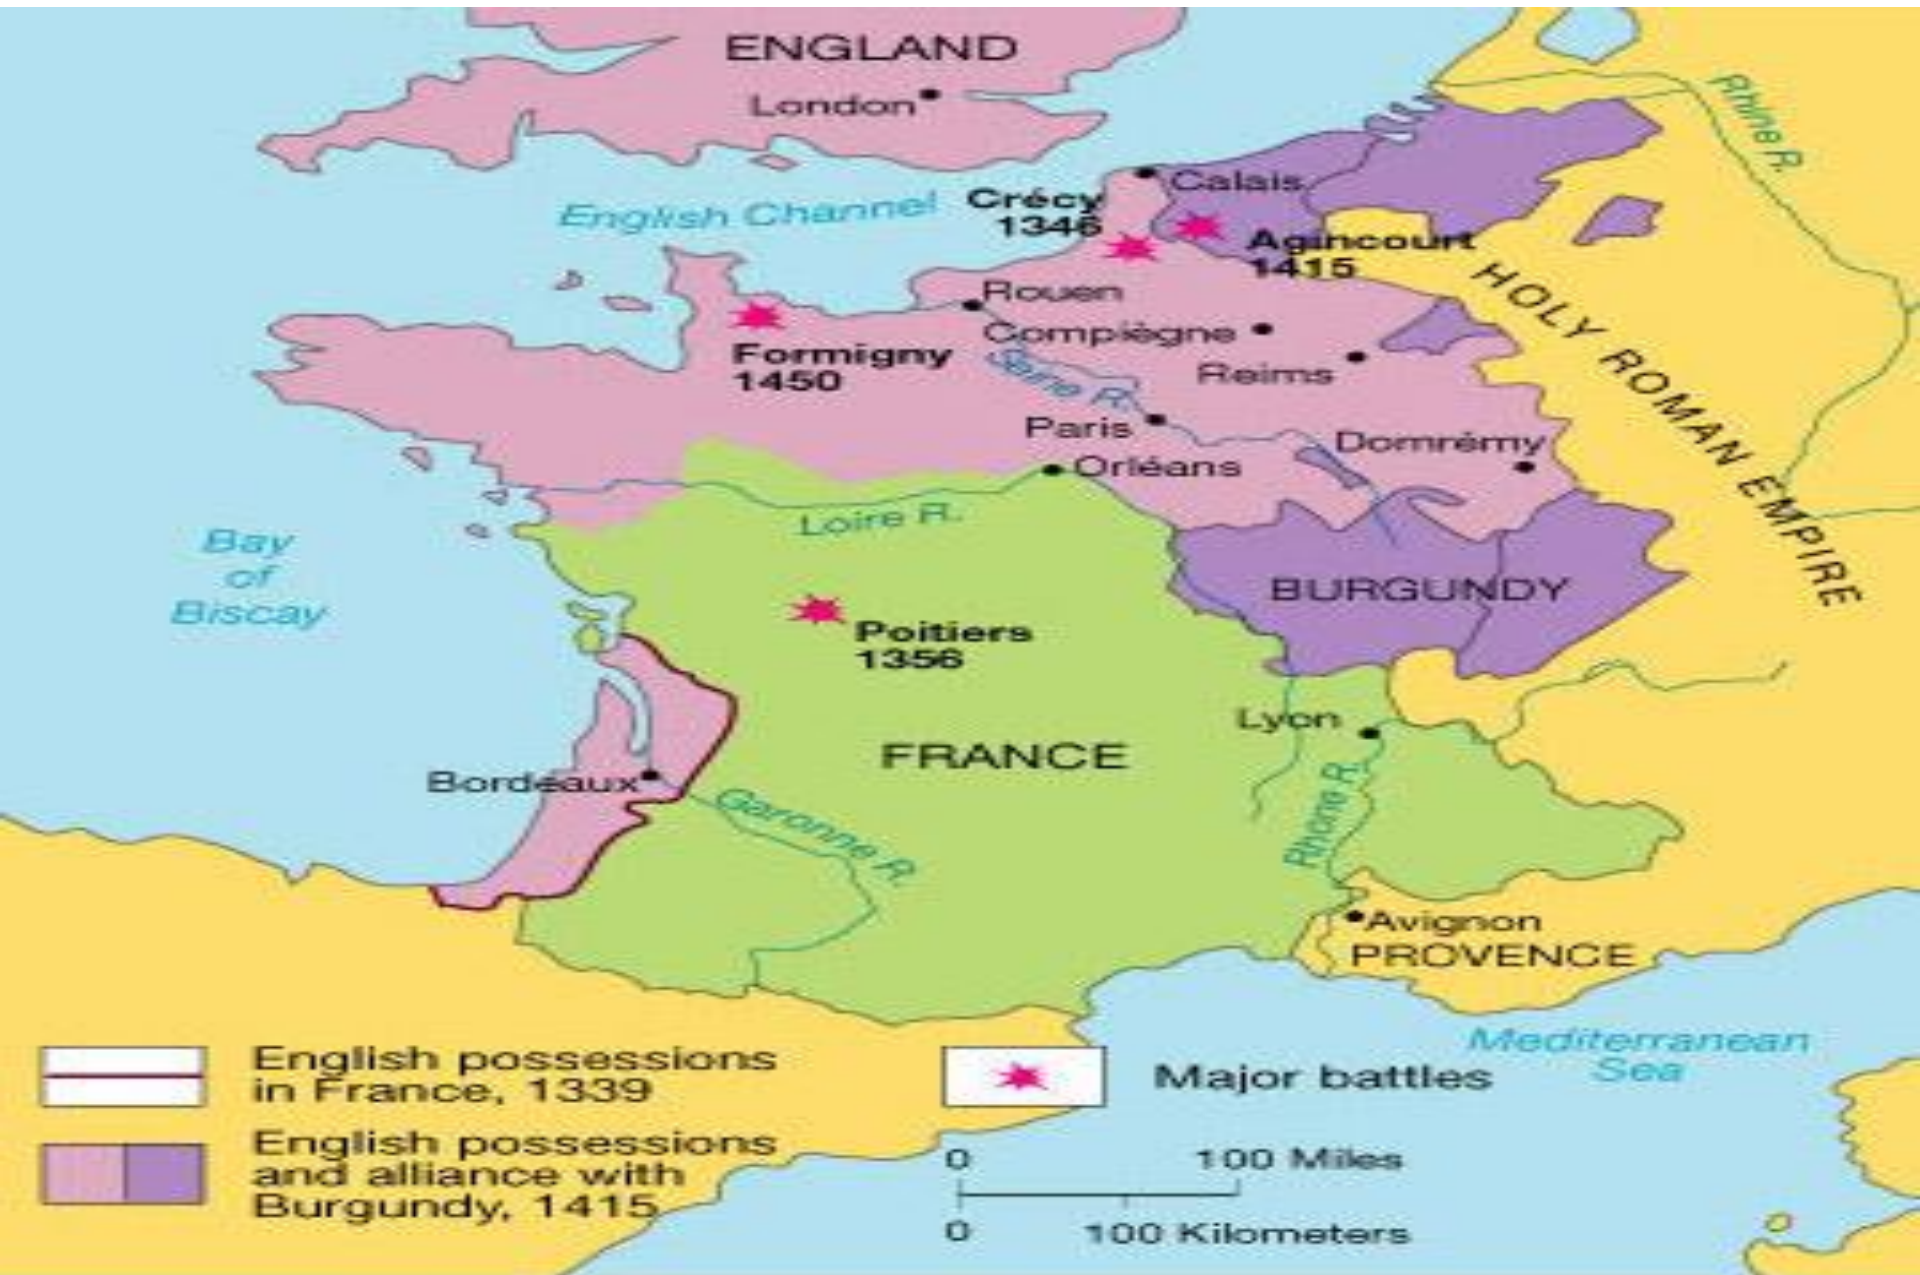 ENGLAND
London
Rhine R.
Calais
Crécy
1346
English Channel
Agincourt
1415
HOLY ROMAN EMPIRE
Rouen
Compiègne
Formigny
1450
Seine R.
Reims
Paris
Domrémy
Orléans
Loire R.
Bay
of
Biscay
BURGUNDY
Poitiers
1356
Lyon
FRANCE
Bordeaux
Garonne R.
Rhone R.
Avignon
PROVENCE
Mediterranean
Sea
English possessions
in France, 1339
Major battles
English possessions
and alliance with
Burgundy, 1415
0 100 Miles
0 100 Kilometers